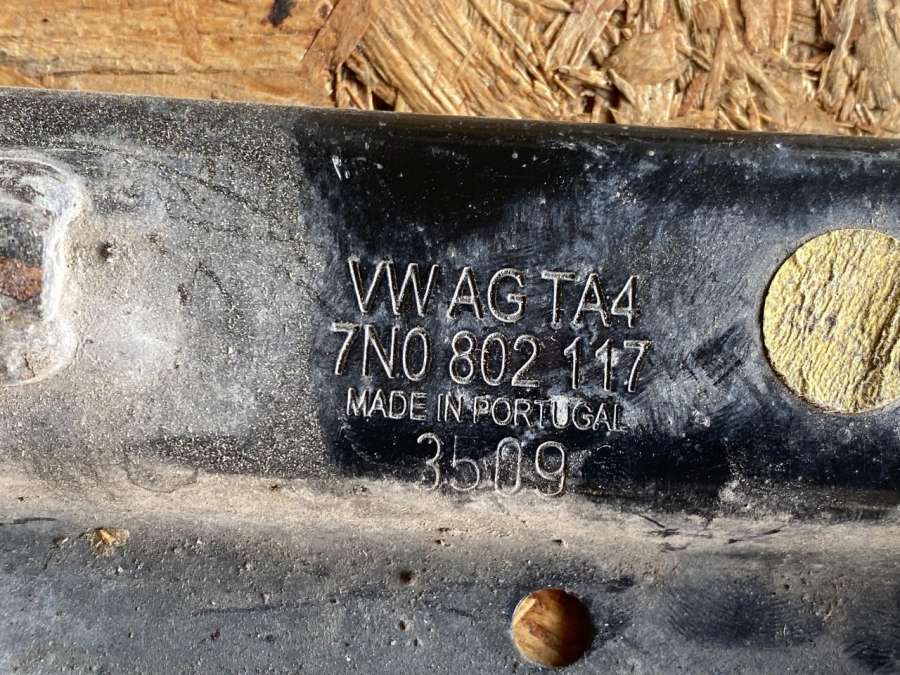 VW AG TA4
7N0 802 117
MADE IN PORTUGAL
3509